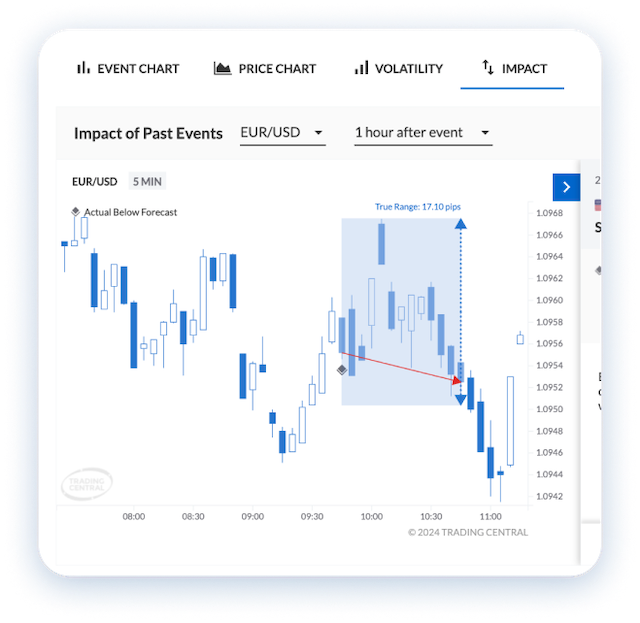 EVENT CHART PRICE CHART VOLATILITY IMPACT
Impact of Past Events EUR/USD 1 hour after event
EUR/USD 5 MIN
Actual Below Forecast
True Range: 17.10 pips
1.0968
1.0966
1.0964
1.0962
1.0960
1.0958
1.0956
1.0954
1.0952
1.0950
1.0948
1.0946
1.0944
1.0942
TRADING
CENTRAL
08:00 08:30 09:00 09:30 10:00 10:30 11:00
© 2024 TRADING CENTRAL
2
S